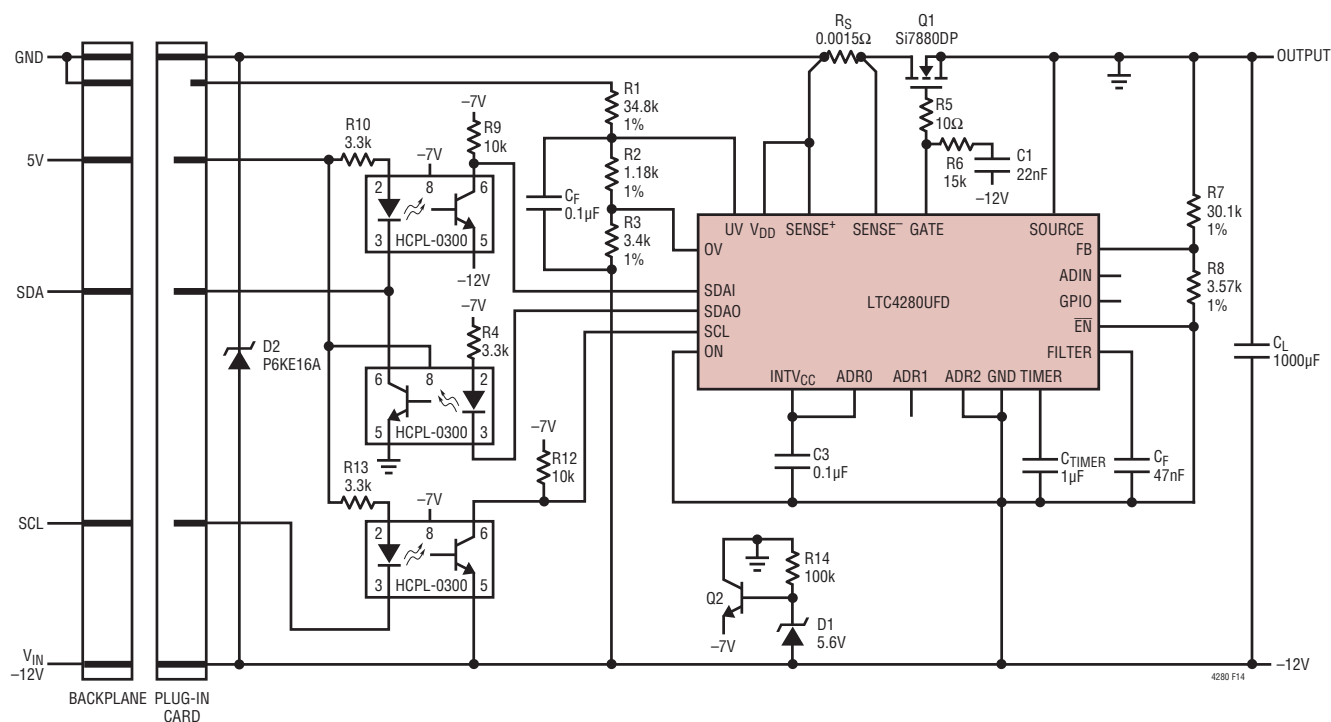 GND
5V
SDA
SCL
VIN
–12V
BACKPLANE
PLUG-IN
CARD
D2
P6KE16A
R10
3.3k
–7V
R9
10k
–7V
2
8
6
3
HCPL-0300
5
–12V
–7V
R4
3.3k
6
8
2
5
HCPL-0300
3
R13
3.3k
–7V
2
8
6
3
HCPL-0300
5
–7V
R12
10k
CF
0.1µF
R1
34.8k
1%
R2
1.18k
1%
R3
3.4k
1%
RS
0.0015Ω
Q1
Si7880DP
R5
10Ω
R6
15k
C1
22nF
–12V
OUTPUT
UV
VDD
SENSE+
SENSE–
GATE
SOURCE
OV
SDAI
SDAO
SCL
ON
LTC4280UFD
FB
ADIN
GPIO
EN
FILTER
INTVCC
ADR0
ADR1
ADR2
GND
TIMER
R7
30.1k
1%
R8
3.57k
1%
CL
1000µF
C3
0.1µF
CTIMER
1µF
CF
47nF
R14
100k
Q2
–7V
D1
5.6V
–12V
4280 F14